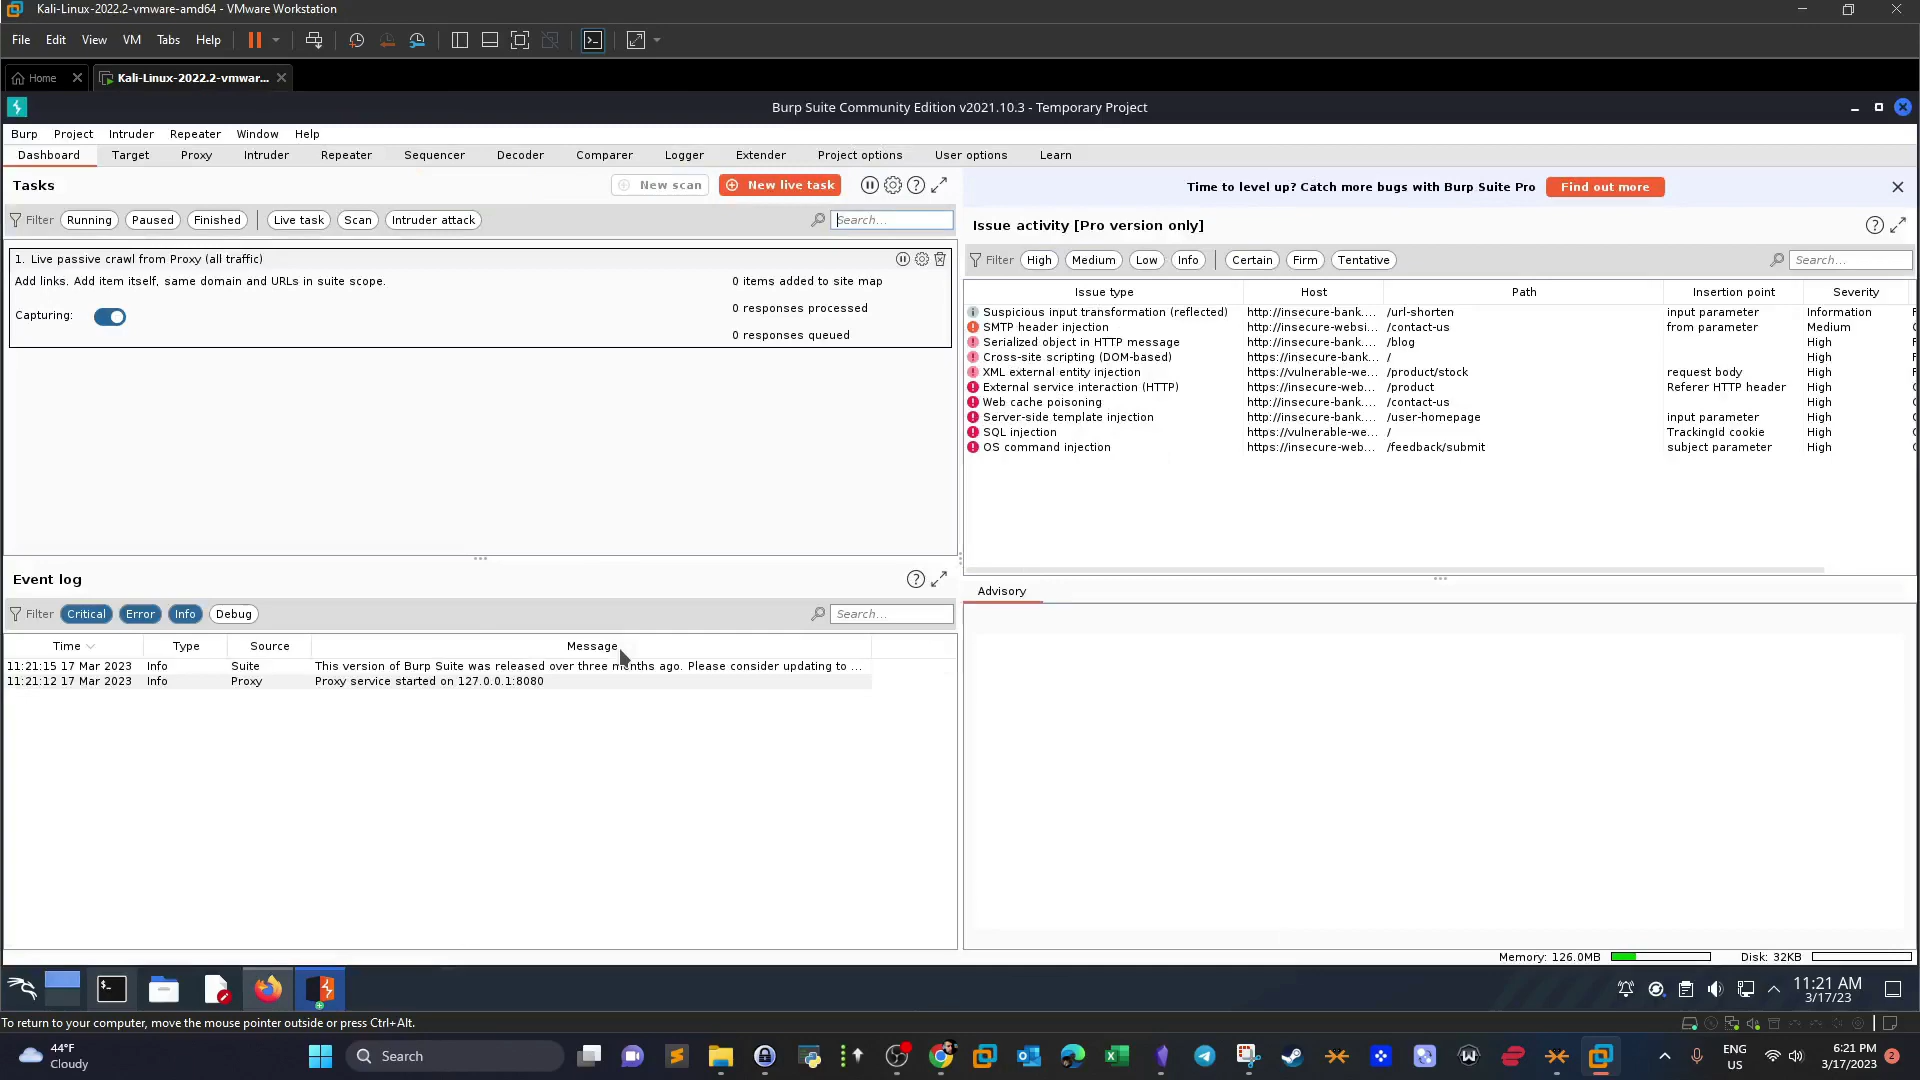 Kali-Linux-2022.2-vmware-amd64 - VMware Workstation
File Edit View VM Tabs Help
Home
Kali-Linux-2022.2-vmwar...
Burp Suite Community Edition v2021.10.3 - Temporary Project
Burp Project Intruder Repeater Window Help
Dashboard Target Proxy Intruder Repeater Sequencer Decoder Comparer Logger Extender Project options User options Learn
Tasks
New scan
New live task
Filter Running Paused Finished Live task Scan Intruder attack
Search...
1. Live passive crawl from Proxy (all traffic)
Add links. Add item itself, same domain and URLs in suite scope.
0 items added to site map
Capturing:
0 responses processed
0 responses queued
Time to level up? Catch more bugs with Burp Suite Pro
Find out more
Issue activity [Pro version only]
Filter High Medium Low Info Certain Firm Tentative
Search...
Issue type Host Path Insertion point Severity
Suspicious input transformation (reflected) http://insecure-bank.... /url-shorten input parameter Information
SMTP header injection http://insecure-websi... /contact-us from parameter Medium
Serialized object in HTTP message http://insecure-bank.... /blog High
Cross-site scripting (DOM-based) https://insecure-bank... / High
XML external entity injection https://vulnerable-we... /product/stock request body High
External service interaction (HTTP) https://insecure-web... /product Referer HTTP header High
Web cache poisoning http://insecure-bank.... /contact-us High
Server-side template injection http://insecure-bank.... /user-homepage input parameter High
SQL injection https://vulnerable-we... / TrackingId cookie High
OS command injection https://insecure-web... /feedback/submit subject parameter High
Event log
Filter Critical Error Info Debug
Search...
Time Type Source Message
11:21:15 17 Mar 2023 Info Suite This version of Burp Suite was released over three months ago. Please consider updating to ...
11:21:12 17 Mar 2023 Info Proxy Proxy service started on 127.0.0.1:8080
Advisory
Memory: 126.0MB
Disk: 32KB
11:21 AM
3/17/23
To return to your computer, move the mouse pointer outside or press Ctrl+Alt.
44°F
Cloudy
Search
ENG
US
6:21 PM
3/17/2023
2